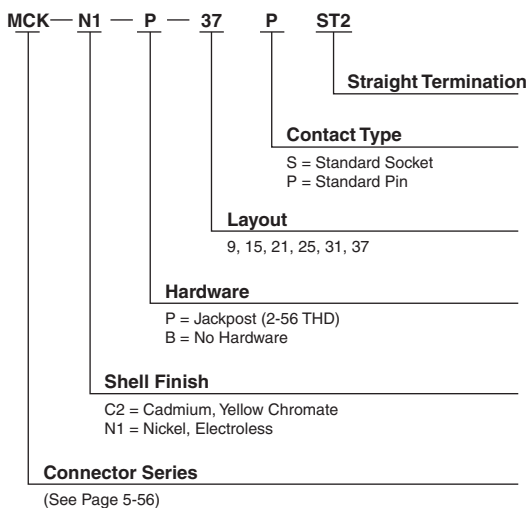 MCK — N1 — P — 37 P ST2
Straight Termination
Contact Type
S = Standard Socket
P = Standard Pin
Layout
9, 15, 21, 25, 31, 37
Hardware
P = Jackpost (2-56 THD)
B = No Hardware
Shell Finish
C2 = Cadmium, Yellow Chromate
N1 = Nickel, Electroless
Connector Series
(See Page 5-56)